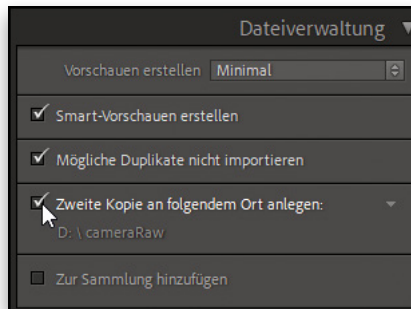 Dateiverwaltung
Vorschauen erstellen Minimal
Smart-Vorschauen erstellen
Mögliche Duplikate nicht importieren
Zweite Kopie an folgendem Ort anlegen:
D: \ cameraRaw
Zur Sammlung hinzufügen